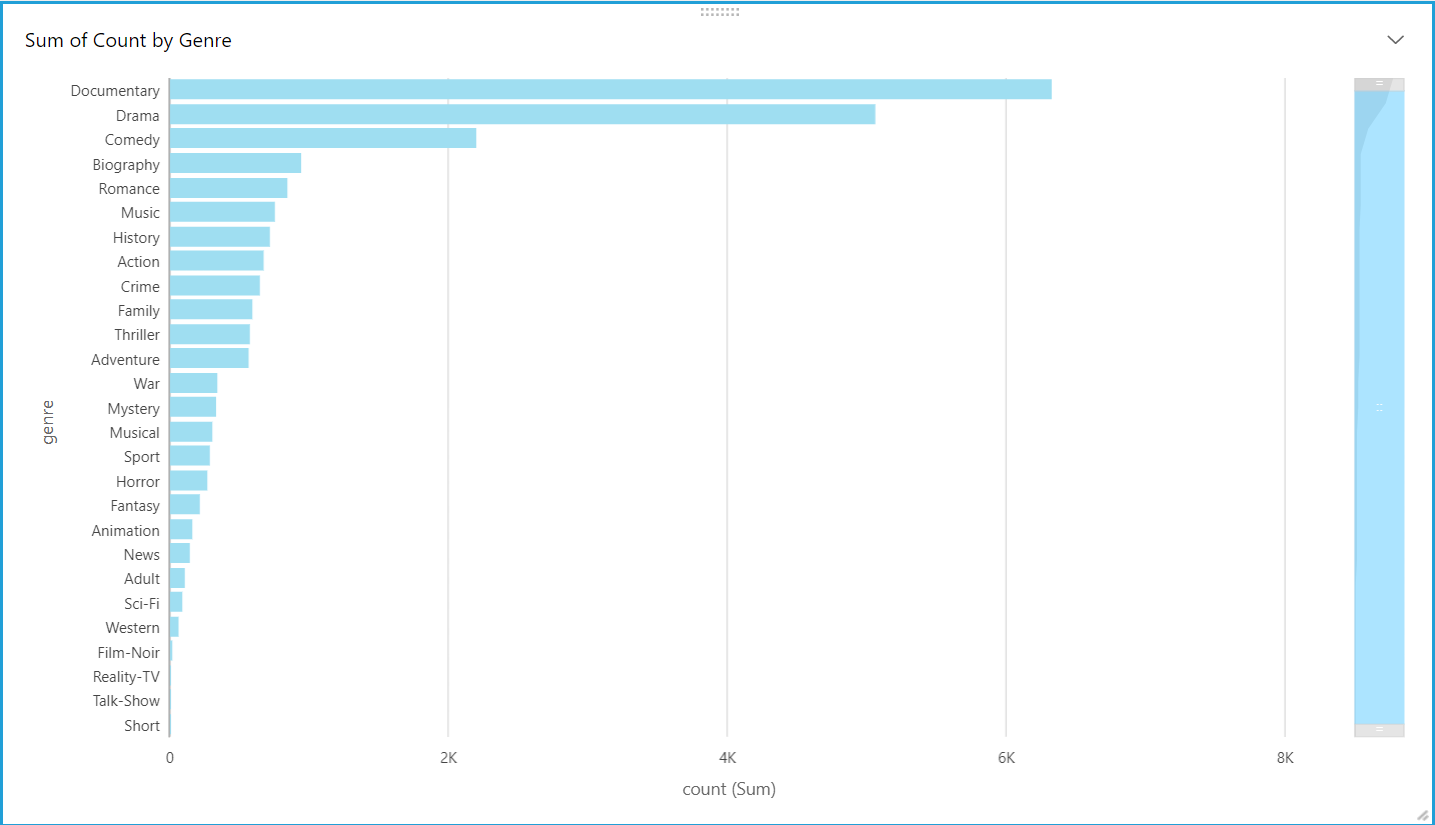 Sum of Count by Genre
Documentary
Drama
Comedy
Biography
Romance
Music
History
Action
Crime
Family
Thriller
Adventure
War
Mystery
Musical
Sport
Horror
Fantasy
Animation
News
Adult
Sci-Fi
Western
Film-Noir
Reality-TV
Talk-Show
Short
genre
0 2K 4K 6K 8K
count (Sum)